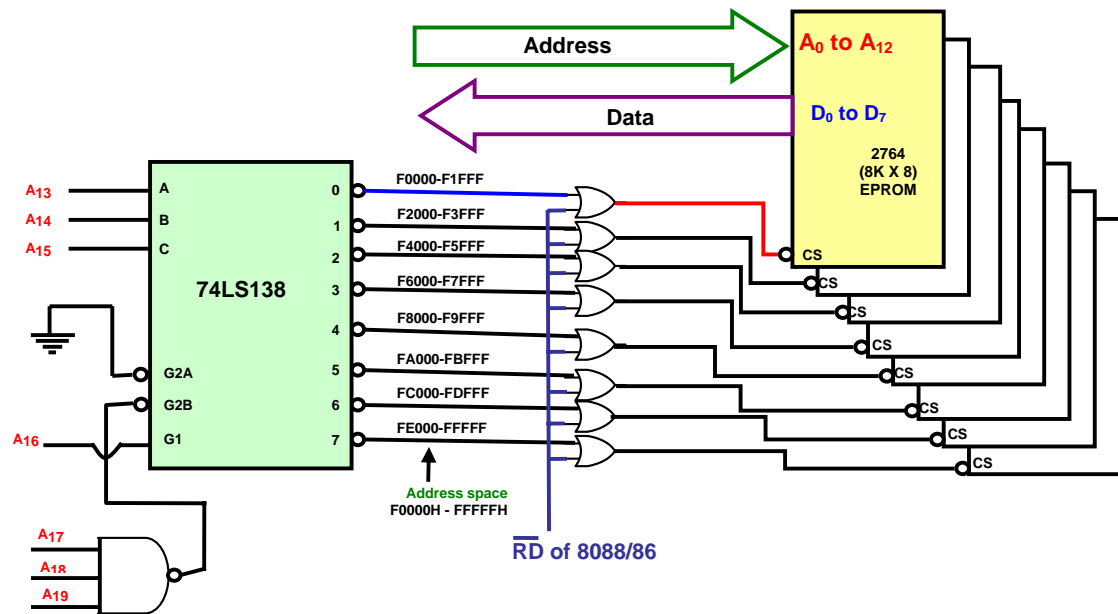 Address
A0 to A12
Data
D0 to D7
2764
(8K X 8)
EPROM
A13
A14
A15
A
B
C
74LS138
G2A
G2B
G1
A16
0
1
2
3
4
5
6
7
F0000-F1FFF
F2000-F3FFF
F4000-F5FFF
F6000-F7FFF
F8000-F9FFF
FA000-FBFFF
FC000-FDFFF
FE000-FFFFF
CS
CS
CS
CS
CS
CS
CS
CS
Address space
F0000H - FFFFFH
A17
A18
A19
RD of 8088/86